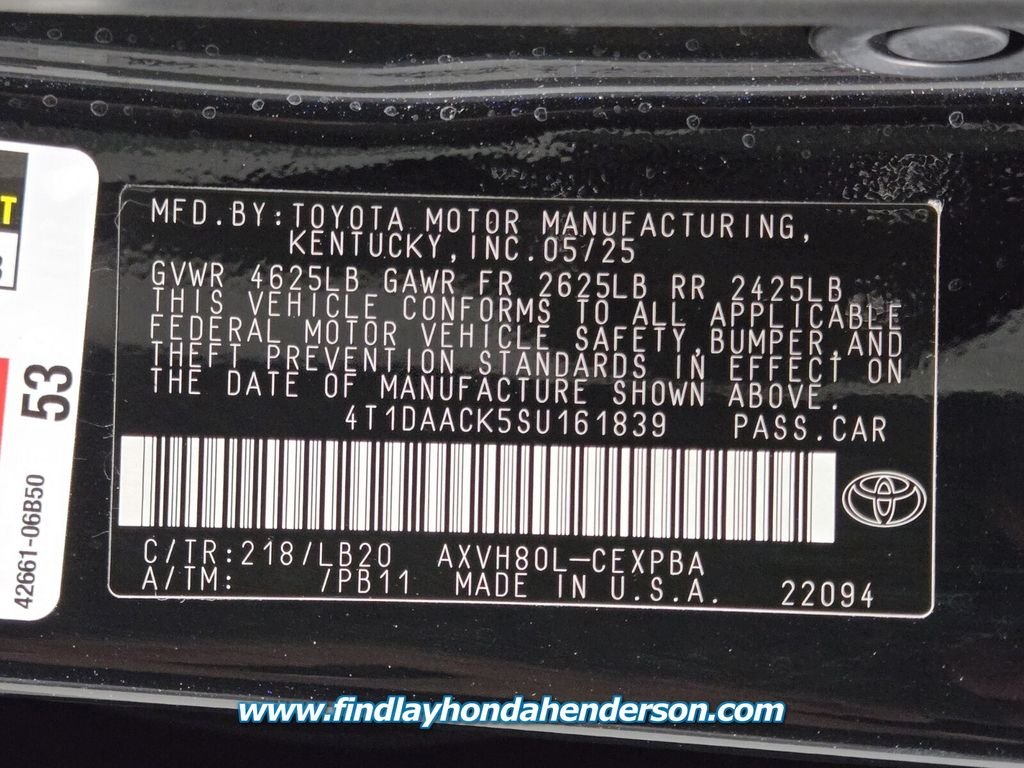 MFD.BY:TOYOTA MOTOR MANUFACTURING,
KENTUCKY,INC.05/25
GVWR 4625LB GAWR FR 2625LB RR 2425LB
THIS VEHICLE CONFORMS TO ALL APPLICABLE
FEDERAL MOTOR VEHICLE SAFETY,BUMPER,AND
THEFT PREVENTION STANDARDS IN EFFECT ON
THE DATE OF MANUFACTURE SHOWN ABOVE.
4T1DAACK5SU161839 PASS.CAR
C/TR:218/LB20 AXVH80L-CEXPBA
A/TM: /PB11 MADE IN U.S.A. 22094
53
42661-06B50
www.findlayhondahenderson.com